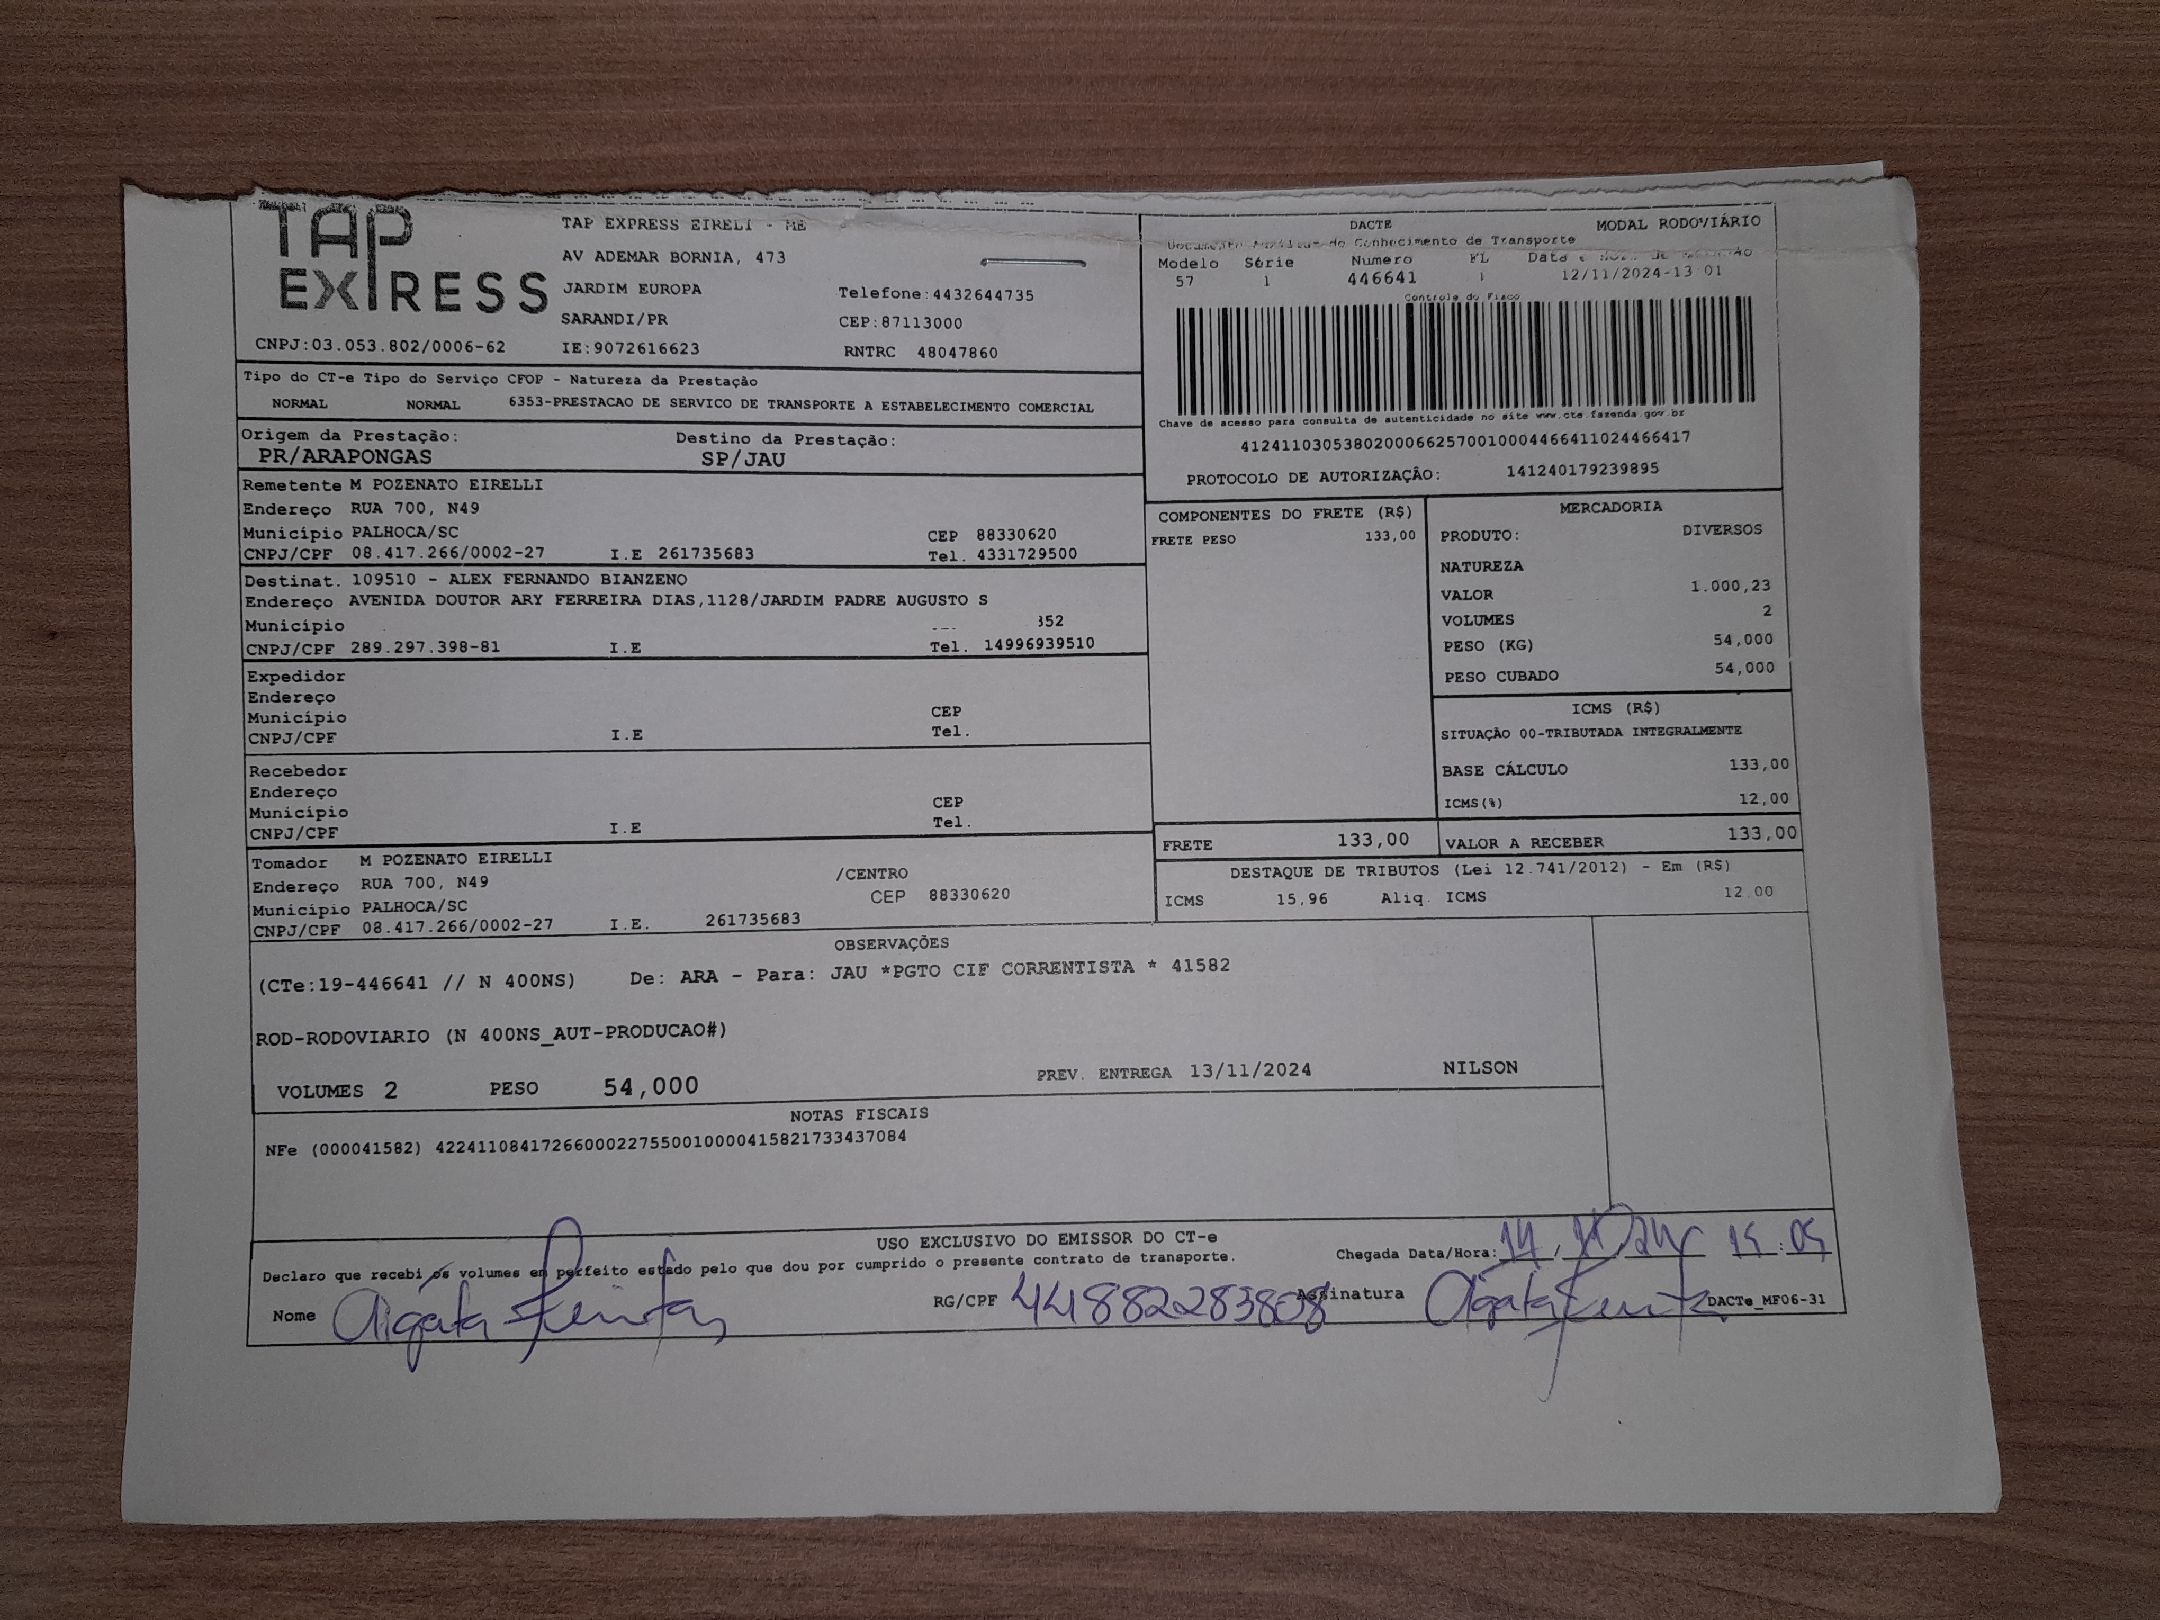 TAP EXPRESS
CNPJ:03.053.802/0006-62
TAP EXPRESS EIRELI - ME
AV ADEMAR BORNIA, 473
JARDIM EUROPA Telefone:4432644735
SARANDI/PR CEP:87113000
IE:9072616623 RNTRC 48047860
DACTE MODAL RODOVIÁRIO
Documento Auxiliar do Conhecimento de Transporte
Modelo Série Numero FL Data e
57 1 446641 1 12/11/2024-13 01
Controle do Fisco
Chave de acesso para consulta de autenticidade no site www.cte.fazenda.gov.br
41241103053802000662570010004466411024466417
PROTOCOLO DE AUTORIZAÇÃO: 141240179239895
Tipo do CT-e Tipo do Serviço CFOP - Natureza da Prestação
NORMAL NORMAL 6353-PRESTACAO DE SERVICO DE TRANSPORTE A ESTABELECIMENTO COMERCIAL
Origem da Prestação: Destino da Prestação:
PR/ARAPONGAS SP/JAU
Remetente M POZENATO EIRELLI
Endereço RUA 700, N49
Município PALHOCA/SC CEP 88330620
CNPJ/CPF 08.417.266/0002-27 I.E 261735683 Tel. 4331729500
Destinat. 109510 - ALEX FERNANDO BIANZENO
Endereço AVENIDA DOUTOR ARY FERREIRA DIAS,1128/JARDIM PADRE AUGUSTO S
Município 352
CNPJ/CPF 289.297.398-81 I.E Tel. 14996939510
Expedidor
Endereço
Município CEP
CNPJ/CPF I.E Tel.
Recebedor
Endereço
Município CEP
CNPJ/CPF I.E Tel.
Tomador M POZENATO EIRELLI
Endereço RUA 700, N49 /CENTRO
Município PALHOCA/SC CEP 88330620
CNPJ/CPF 08.417.266/0002-27 I.E. 261735683
COMPONENTES DO FRETE (R$)
FRETE PESO 133,00
MERCADORIA
PRODUTO: DIVERSOS
NATUREZA
VALOR 1.000,23
VOLUMES 2
PESO (KG) 54,000
PESO CUBADO 54,000
ICMS (R$)
SITUAÇÃO 00-TRIBUTADA INTEGRALMENTE
BASE CÁLCULO 133,00
ICMS(%) 12,00
FRETE 133,00 VALOR A RECEBER 133,00
DESTAQUE DE TRIBUTOS (Lei 12.741/2012) - Em (R$)
ICMS 15,96 Aliq. ICMS 12.00
OBSERVAÇÕES
(CTe:19-446641 // N 400NS) De: ARA - Para: JAU *PGTO CIF CORRENTISTA * 41582
ROD-RODOVIARIO (N 400NS_AUT-PRODUCAO#)
VOLUMES 2 PESO 54,000 PREV. ENTREGA 13/11/2024 NILSON
NOTAS FISCAIS
NFe (000041582) 42241108417266000227550010000415821733437084
USO EXCLUSIVO DO EMISSOR DO CT-e
Declaro que recebi os volumes em perfeito estado pelo que dou por cumprido o presente contrato de transporte. Chegada Data/Hora:
Nome RG/CPF 44882283808 Assinatura DACTe_MF06-31